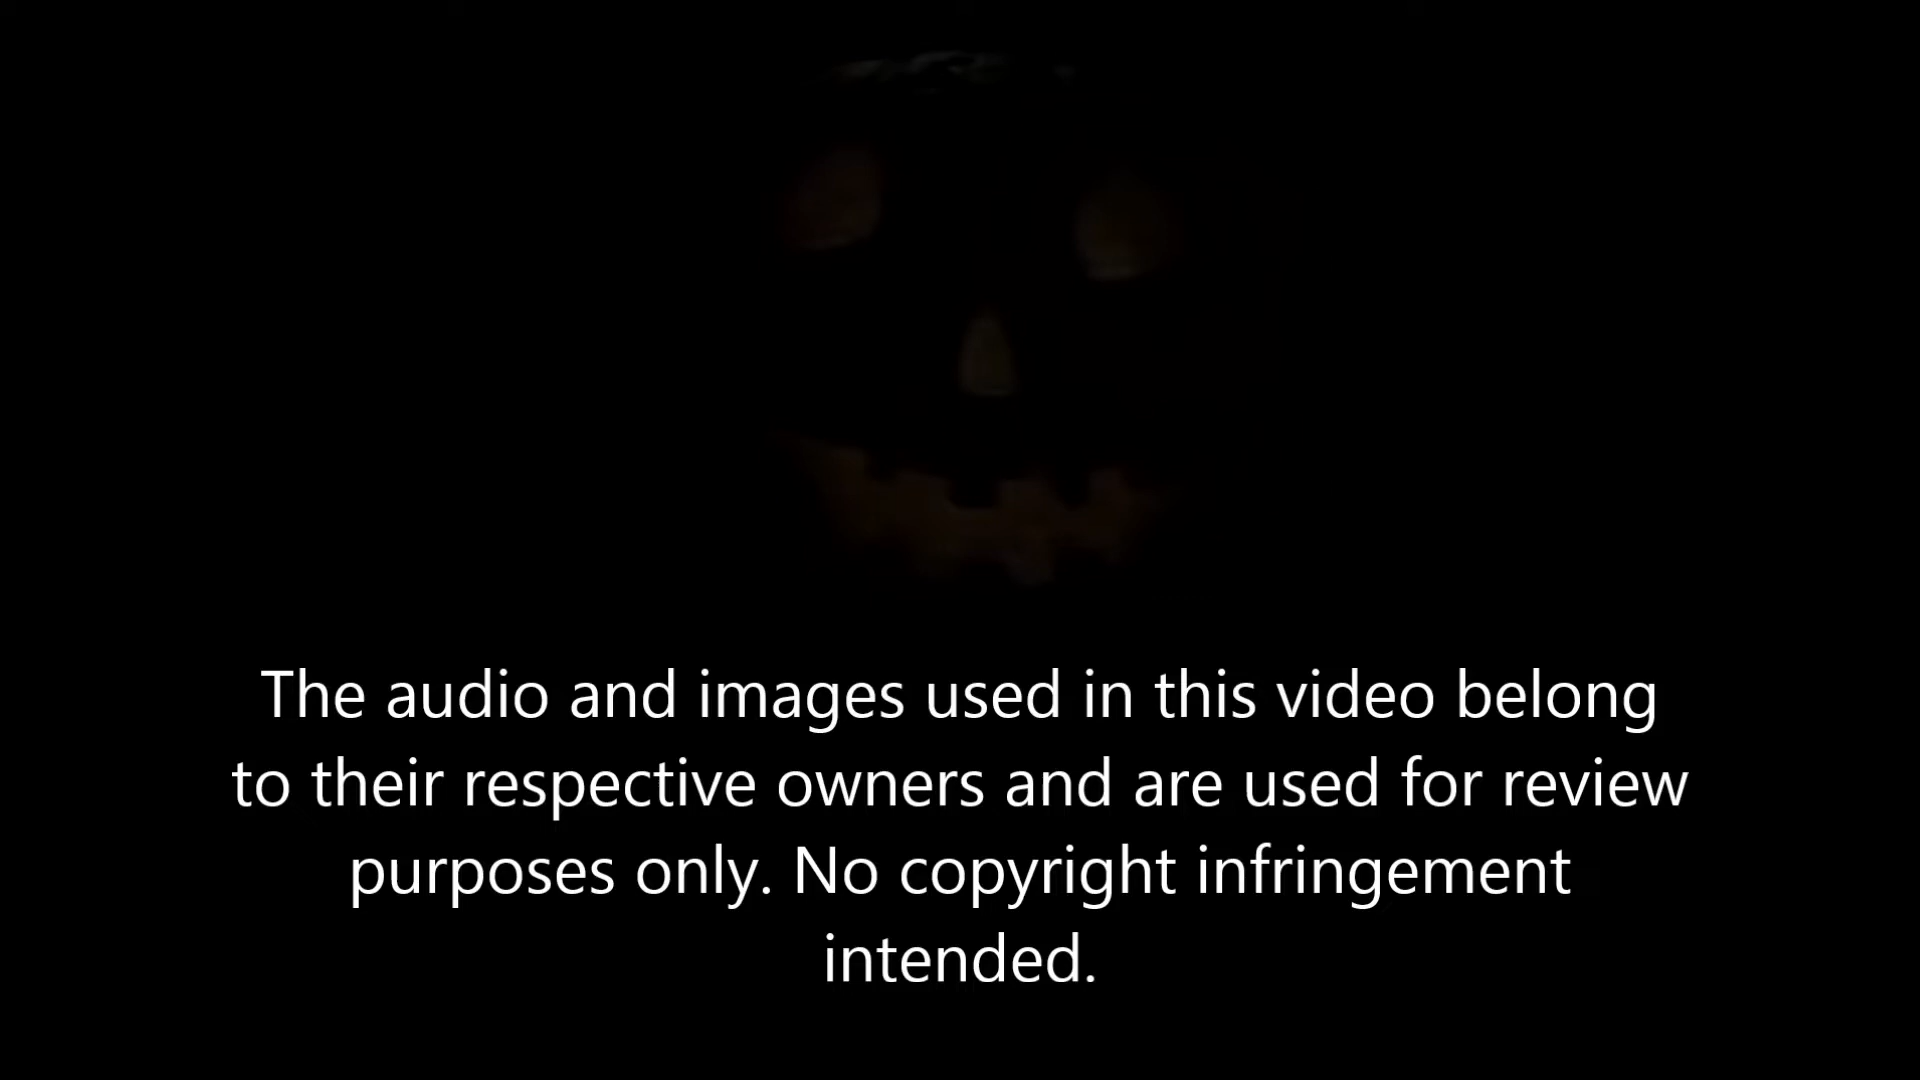 The audio and images used in this video belong
to their respective owners and are used for review
purposes only. No copyright infringement
intended.